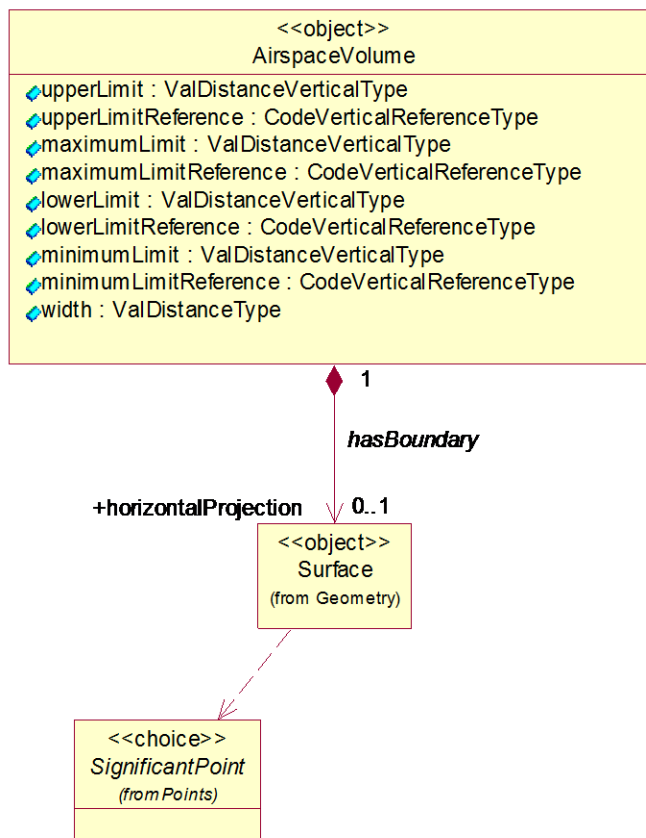 <<object>>
AirspaceVolume
upperLimit : ValDistanceVerticalType
upperLimitReference : CodeVerticalReferenceType
maximumLimit : ValDistanceVerticalType
maximumLimitReference : CodeVerticalReferenceType
lowerLimit : ValDistanceVerticalType
lowerLimitReference : CodeVerticalReferenceType
minimumLimit : ValDistanceVerticalType
minimumLimitReference : CodeVerticalReferenceType
width : ValDistanceType
1
hasBoundary
+horizontalProjection 0..1
<<object>>
Surface
(from Geometry)
<<choice>>
SignificantPoint
(from Points)